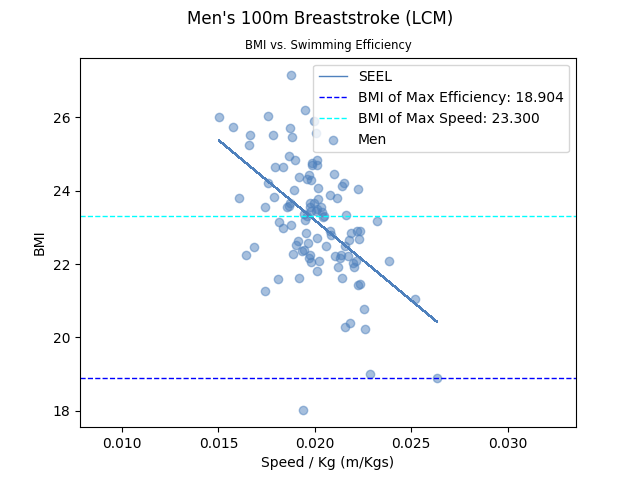 Men's 100m Breaststroke (LCM)
BMI vs. Swimming Efficiency
SEEL
BMI of Max Efficiency: 18.904
BMI of Max Speed: 23.300
Men
BMI
26
24
22
20
18
0.010 0.015 0.020 0.025 0.030
Speed / Kg (m/Kgs)